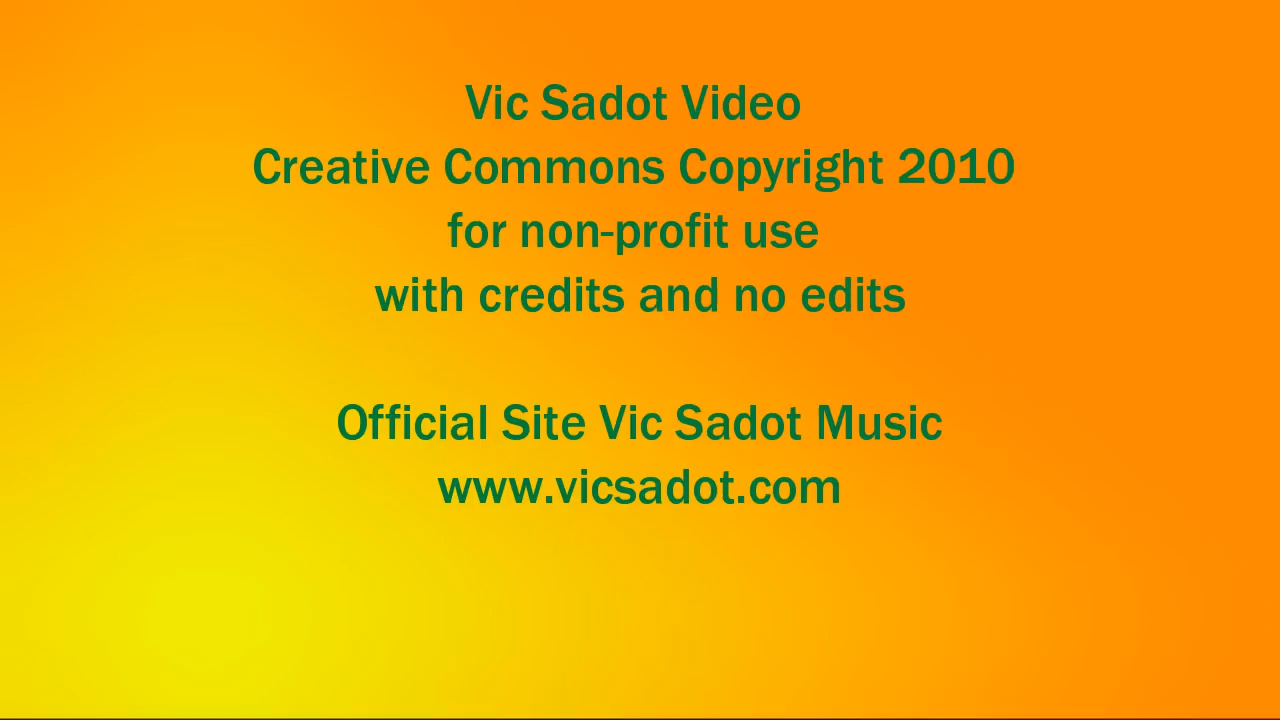 Vic Sadot Video
Creative Commons Copyright 2010
for non-profit use
with credits and no edits
Official Site Vic Sadot Music
www.vicsadot.com